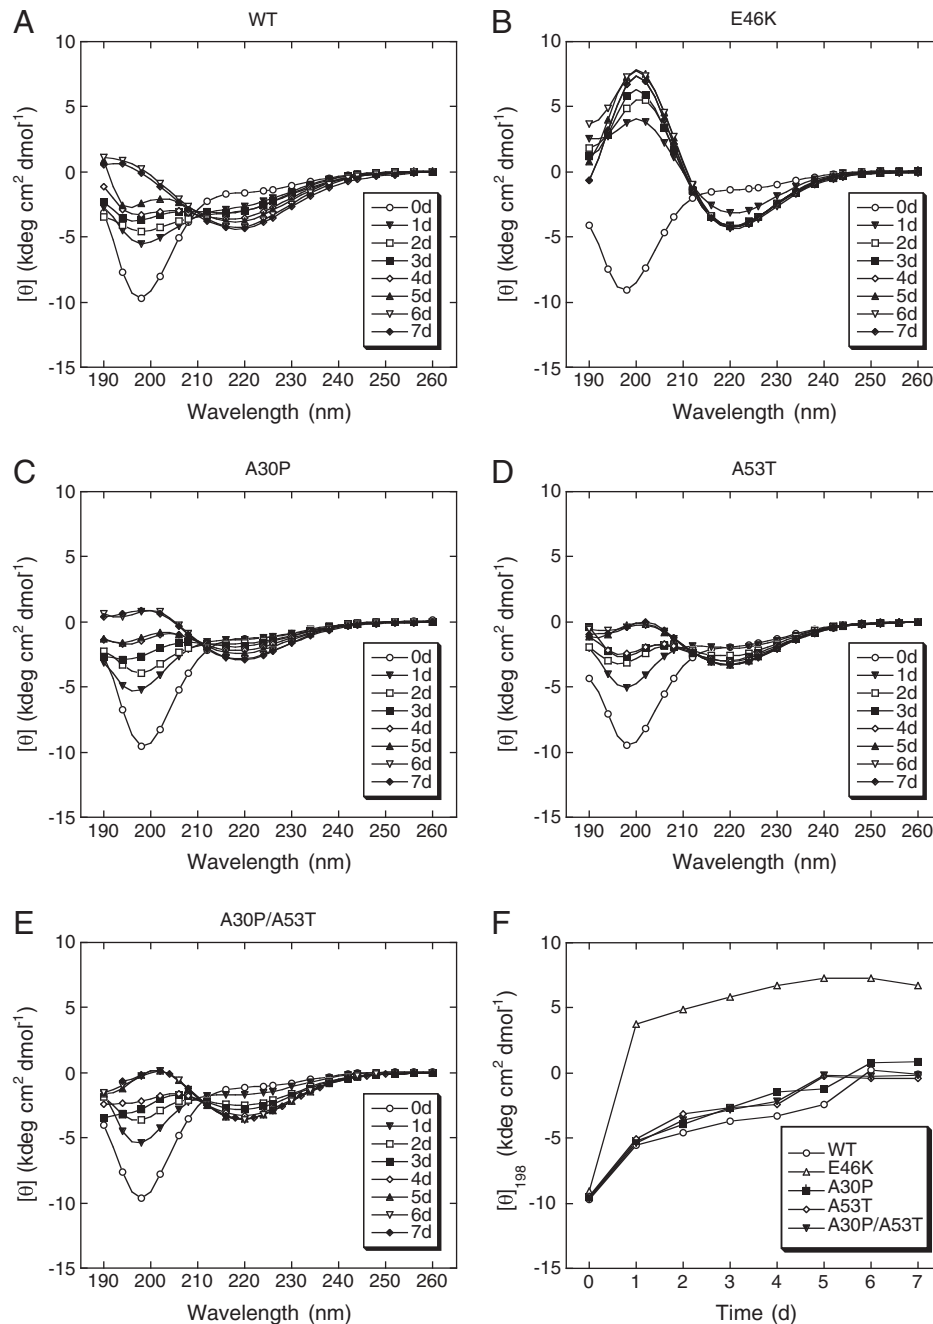 A
WT
10
5
0
-5
-10
-15
[θ] (kdeg cm² dmol⁻¹)
0d
1d
2d
3d
4d
5d
6d
7d
190 200 210 220 230 240 250 260
Wavelength (nm)
B
E46K
10
5
0
-5
-10
-15
[θ] (kdeg cm² dmol⁻¹)
0d
1d
2d
3d
4d
5d
6d
7d
190 200 210 220 230 240 250 260
Wavelength (nm)
C
A30P
10
5
0
-5
-10
-15
[θ] (kdeg cm² dmol⁻¹)
0d
1d
2d
3d
4d
5d
6d
7d
190 200 210 220 230 240 250 260
Wavelength (nm)
D
A53T
10
5
0
-5
-10
-15
[θ] (kdeg cm² dmol⁻¹)
0d
1d
2d
3d
4d
5d
6d
7d
190 200 210 220 230 240 250 260
Wavelength (nm)
E
A30P/A53T
10
5
0
-5
-10
-15
[θ] (kdeg cm² dmol⁻¹)
0d
1d
2d
3d
4d
5d
6d
7d
190 200 210 220 230 240 250 260
Wavelength (nm)
F
10
5
0
-5
-10
-15
[θ]₁₉₈ (kdeg cm² dmol⁻¹)
WT
E46K
A30P
A53T
A30P/A53T
0 1 2 3 4 5 6 7
Time (d)